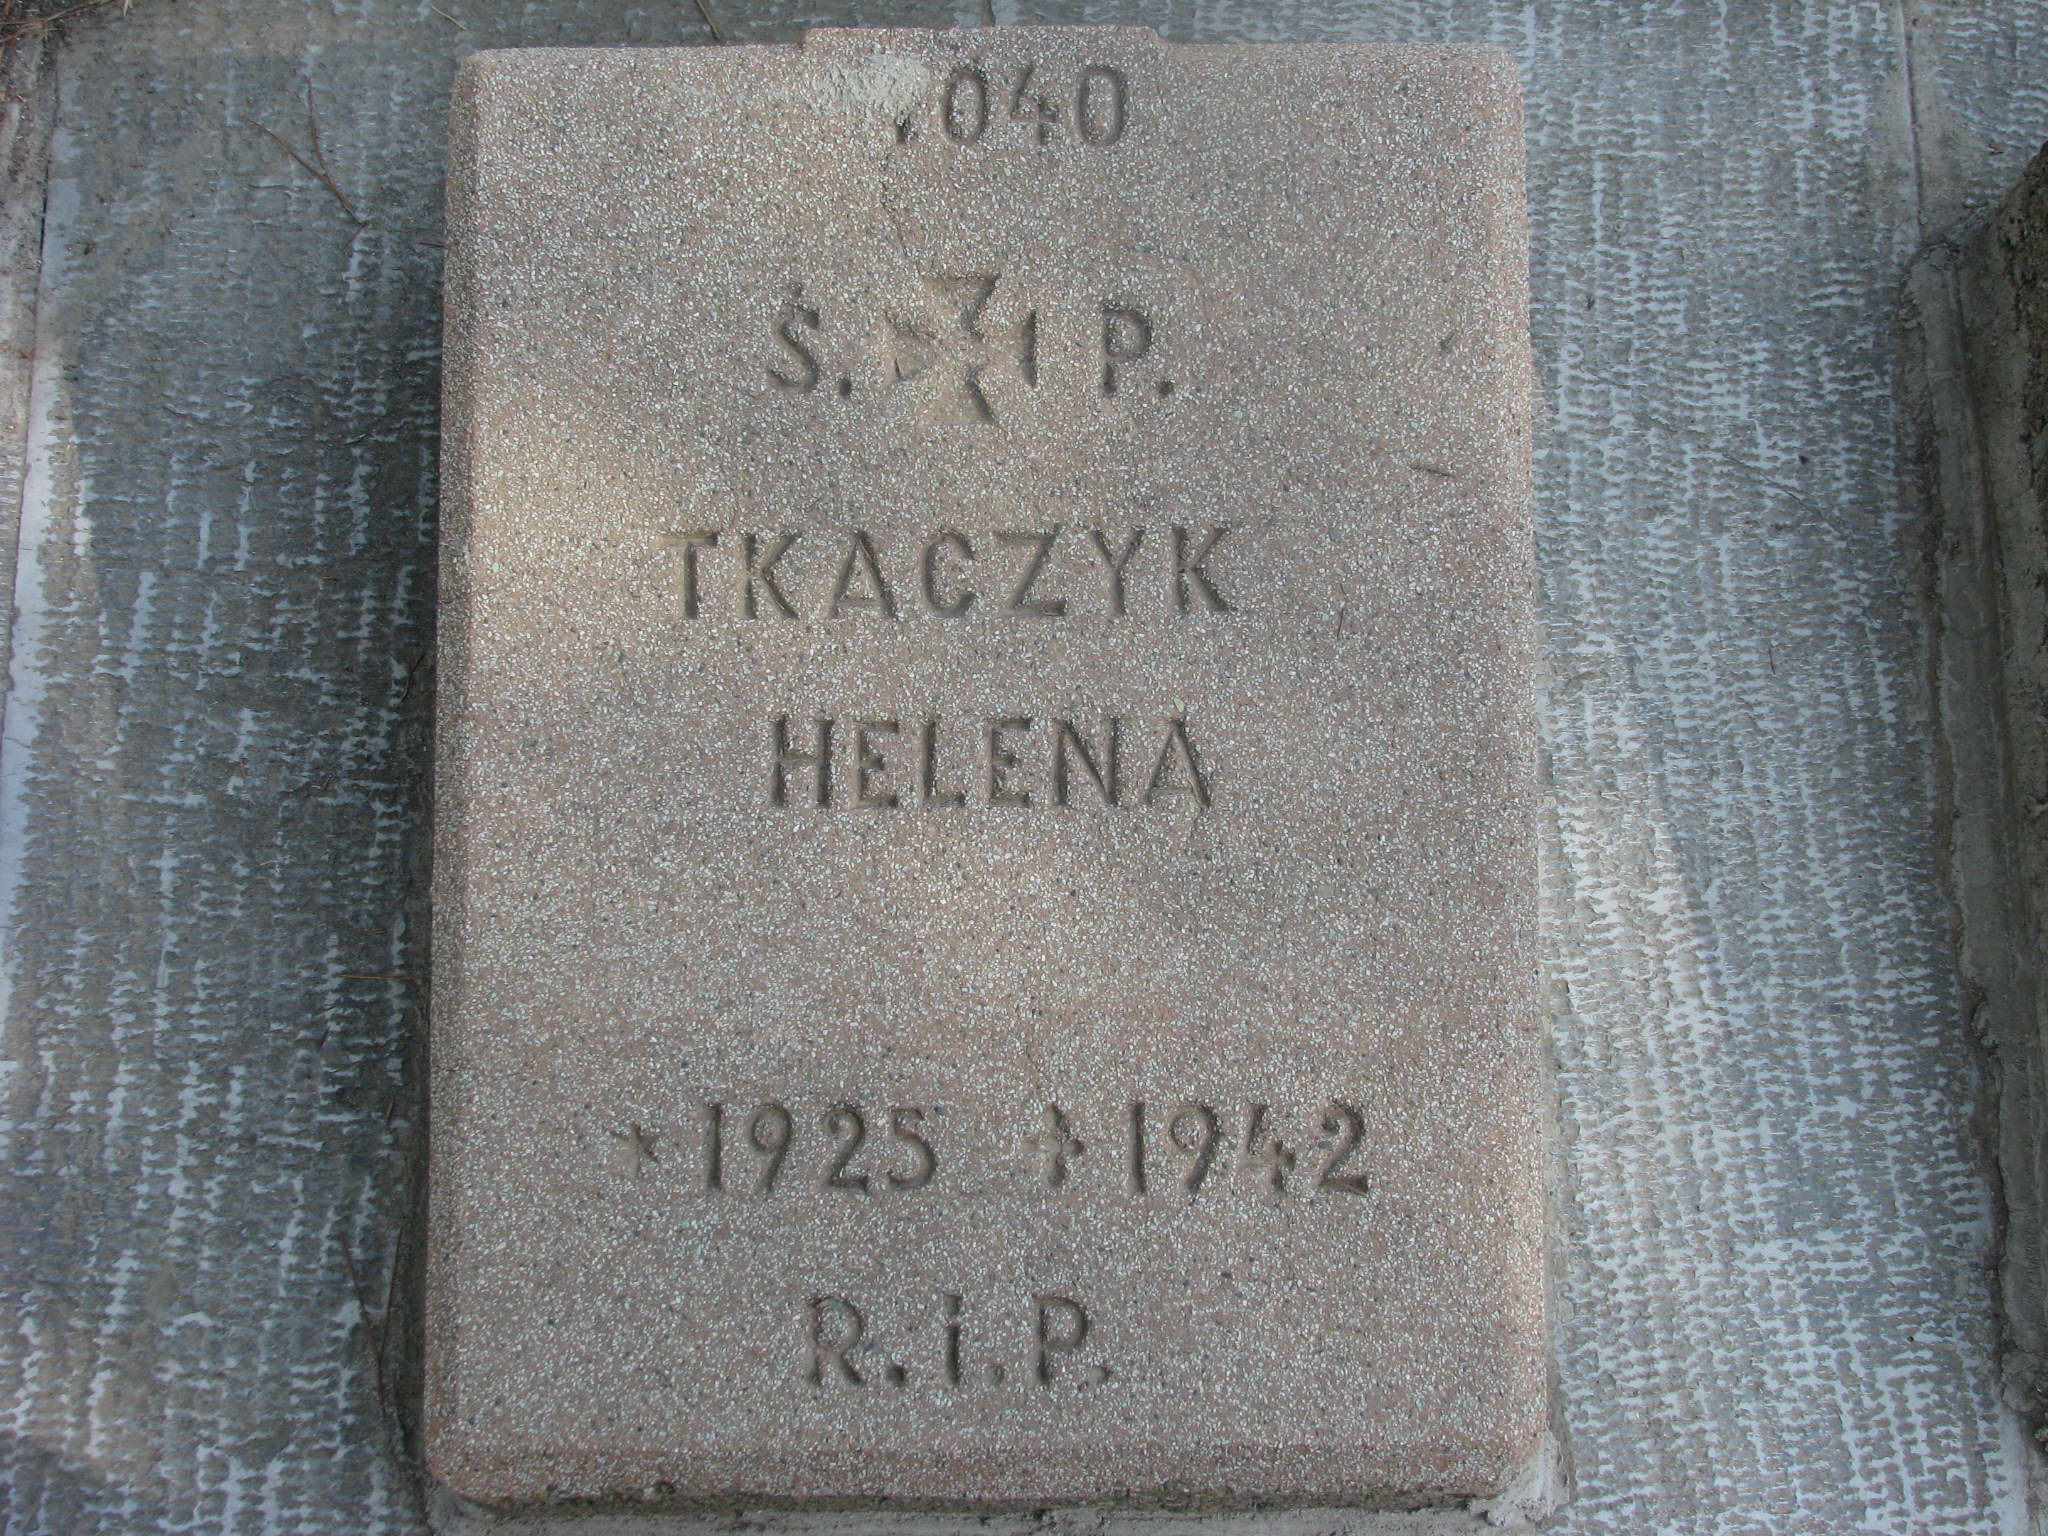 040
Ś. I P.
TKACZYK
HELENA
* 1925 ✝ 1942
R.I.P.